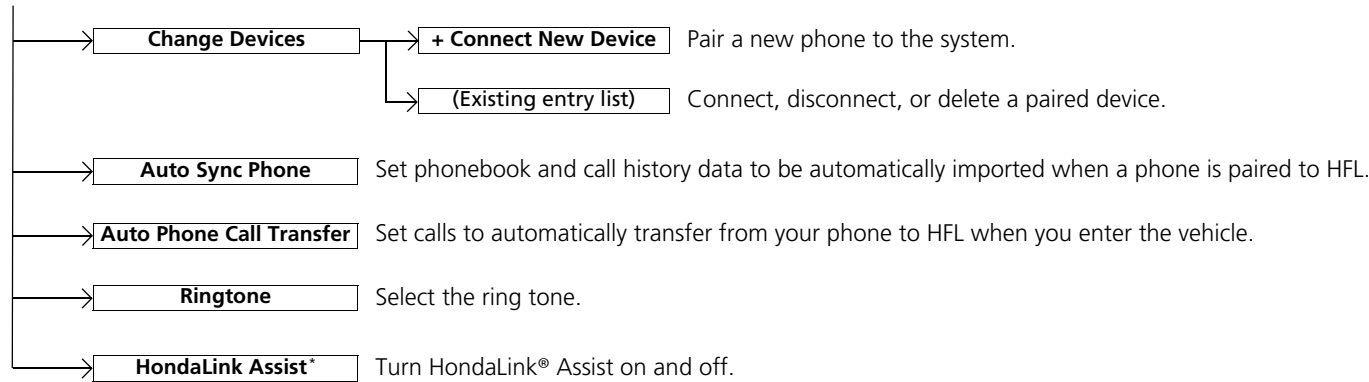 Change Devices
+ Connect New Device Pair a new phone to the system.
(Existing entry list) Connect, disconnect, or delete a paired device.
Auto Sync Phone Set phonebook and call history data to be automatically imported when a phone is paired to HFL.
Auto Phone Call Transfer Set calls to automatically transfer from your phone to HFL when you enter the vehicle.
Ringtone Select the ring tone.
HondaLink Assist* Turn HondaLink® Assist on and off.